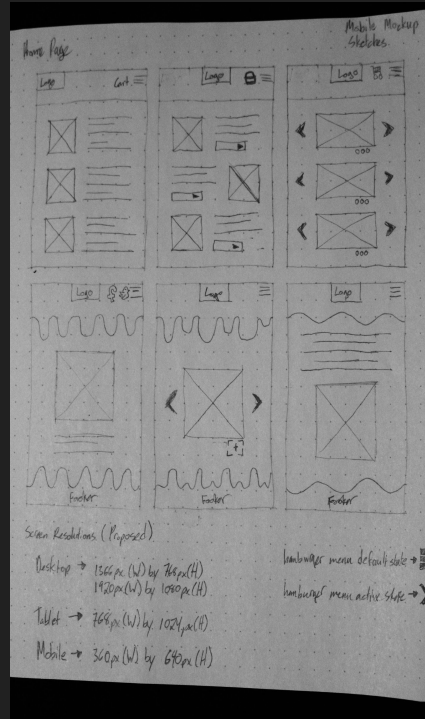 Mobile Mockup
Sketches
Home Page
Logo Cart
Logo
Logo
Logo
Logo
Logo
Footer
Footer
Footer
Screen Resolutions (Proposed)
Desktop → 1366px (W) by 768px (H)
1920px (W) by 1080px (H)
Tablet → 768px (W) by 1024px (H)
Mobile → 360px (W) by 640px (H)
hamburger menu default state →
hamburger menu active state →